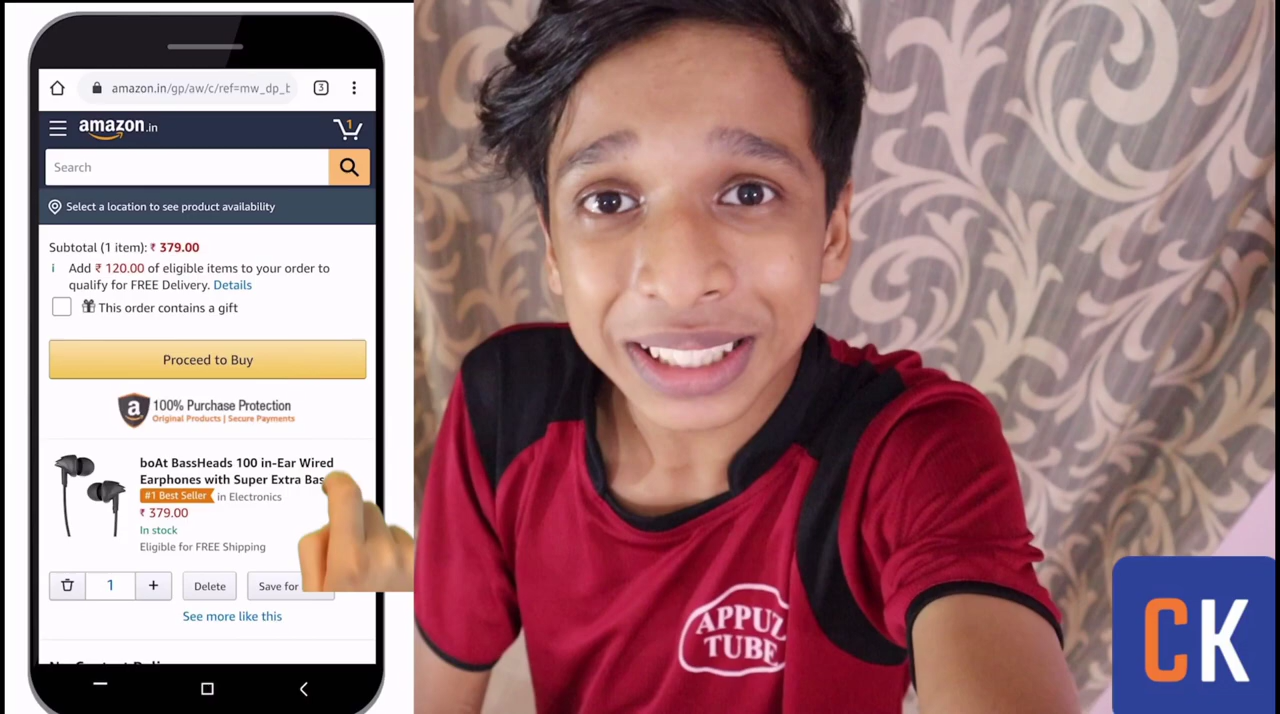 amazon.in/gp/aw/c/ref=mw_dp_b
3
amazon.in
1
Search
Select a location to see product availability
Subtotal (1 item): ₹ 379.00
i Add ₹ 120.00 of eligible items to your order to
qualify for FREE Delivery. Details
This order contains a gift
Proceed to Buy
a 100% Purchase Protection
Original Products | Secure Payments
boAt BassHeads 100 in-Ear Wired
Earphones with Super Extra
#1 Best Seller in Electronics
₹ 379.00
In stock
Eligible for FREE Shipping
1 + Delete Save for
See more like this
APPUZ
TUBE
CK